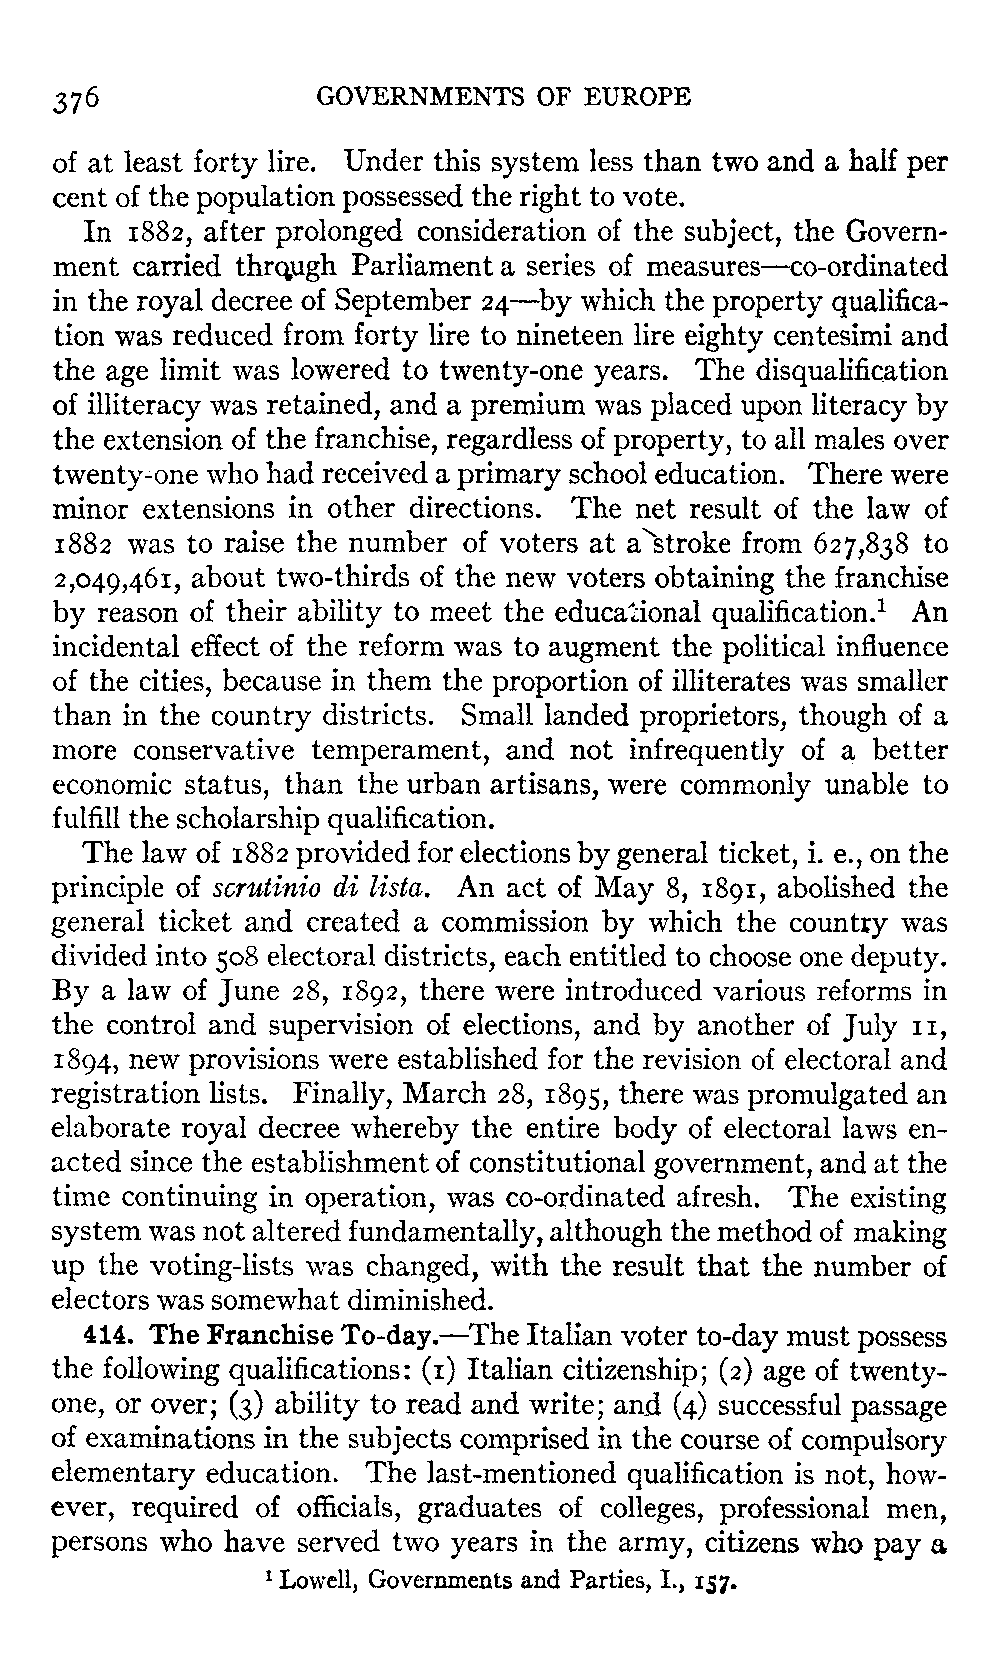 376 GOVERNMENTS OF EUROPE
of at least forty lire. Under this system less than two and a half per
cent of the population possessed the right to vote.
In 1882, after prolonged consideration of the subject, the Govern-
ment carried through Parliament a series of measures—co-ordinated
in the royal decree of September 24—by which the property qualifica-
tion was reduced from forty lire to nineteen lire eighty centesimi and
the age limit was lowered to twenty-one years. The disqualification
of illiteracy was retained, and a premium was placed upon literacy by
the extension of the franchise, regardless of property, to all males over
twenty-one who had received a primary school education. There were
minor extensions in other directions. The net result of the law of
1882 was to raise the number of voters at a stroke from 627,838 to
2,049,461, about two-thirds of the new voters obtaining the franchise
by reason of their ability to meet the educational qualification.¹ An
incidental effect of the reform was to augment the political influence
of the cities, because in them the proportion of illiterates was smaller
than in the country districts. Small landed proprietors, though of a
more conservative temperament, and not infrequently of a better
economic status, than the urban artisans, were commonly unable to
fulfill the scholarship qualification.
The law of 1882 provided for elections by general ticket, i. e., on the
principle of scrutinio di lista. An act of May 8, 1891, abolished the
general ticket and created a commission by which the country was
divided into 508 electoral districts, each entitled to choose one deputy.
By a law of June 28, 1892, there were introduced various reforms in
the control and supervision of elections, and by another of July 11,
1894, new provisions were established for the revision of electoral and
registration lists. Finally, March 28, 1895, there was promulgated an
elaborate royal decree whereby the entire body of electoral laws en-
acted since the establishment of constitutional government, and at the
time continuing in operation, was co-ordinated afresh. The existing
system was not altered fundamentally, although the method of making
up the voting-lists was changed, with the result that the number of
electors was somewhat diminished.
414. The Franchise To-day.—The Italian voter to-day must possess
the following qualifications: (1) Italian citizenship; (2) age of twenty-
one, or over; (3) ability to read and write; and (4) successful passage
of examinations in the subjects comprised in the course of compulsory
elementary education. The last-mentioned qualification is not, how-
ever, required of officials, graduates of colleges, professional men,
persons who have served two years in the army, citizens who pay a
¹ Lowell, Governments and Parties, I., 157.